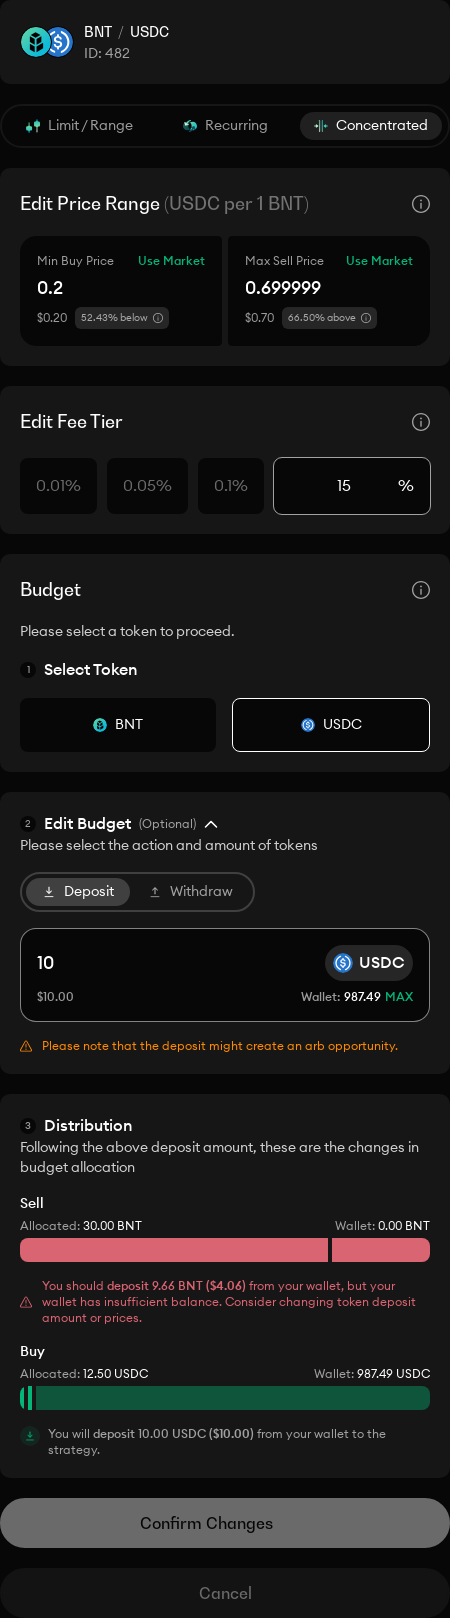 BNT / USDC
ID: 482
Limit / Range
Recurring
Concentrated
Edit Price Range (USDC per 1 BNT)
Min Buy Price
Use Market
0.2
$0.20
52.43% below
Max Sell Price
Use Market
0.699999
$0.70
66.50% above
Edit Fee Tier
0.01%
0.05%
0.1%
15 %
Budget
Please select a token to proceed.
1 Select Token
BNT
USDC
2 Edit Budget (Optional)
Please select the action and amount of tokens
Deposit
Withdraw
10
USDC
$10.00
Wallet: 987.49 MAX
Please note that the deposit might create an arb opportunity.
3 Distribution
Following the above deposit amount, these are the changes in
budget allocation
Sell
Allocated: 30.00 BNT
Wallet: 0.00 BNT
You should deposit 9.66 BNT ($4.06) from your wallet, but your
wallet has insufficient balance. Consider changing token deposit
amount or prices.
Buy
Allocated: 12.50 USDC
Wallet: 987.49 USDC
You will deposit 10.00 USDC ($10.00) from your wallet to the
strategy.
Confirm Changes
Cancel